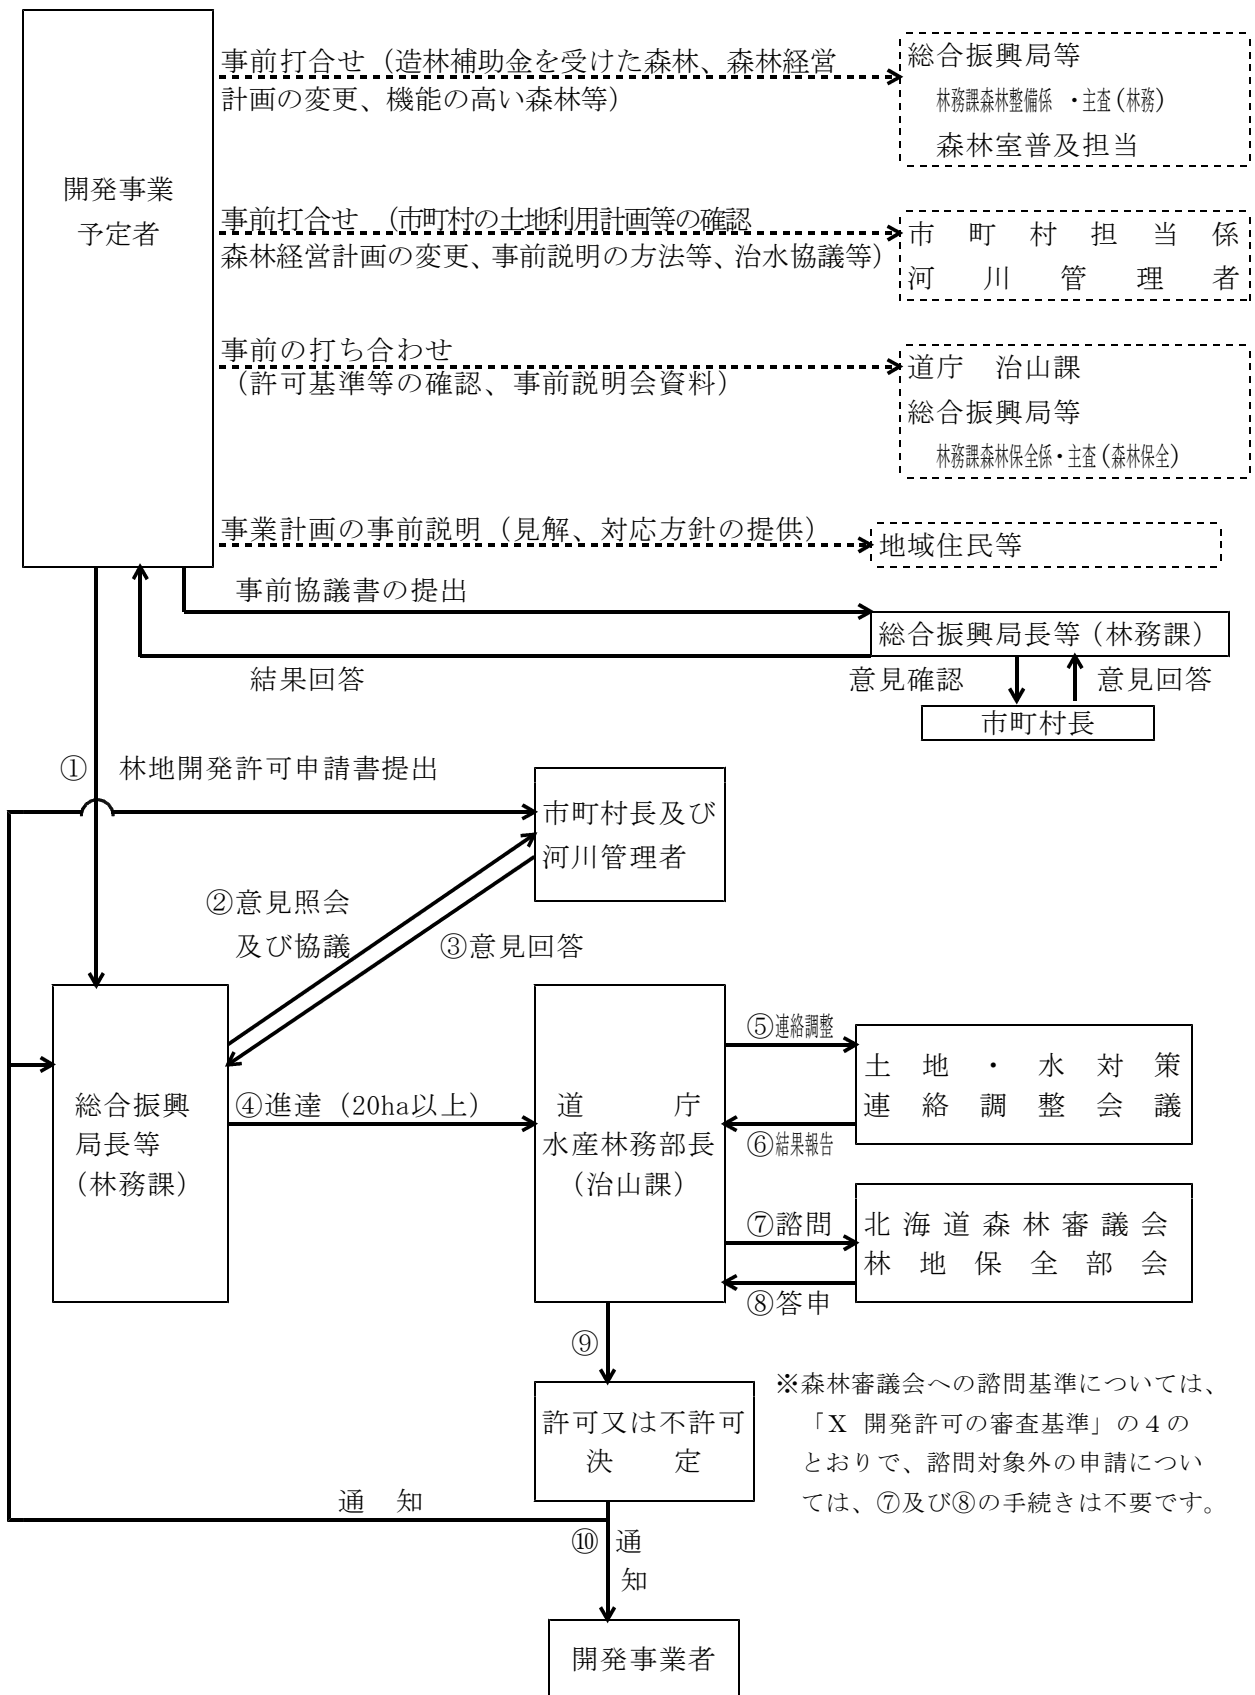 事前打合せ（造林補助金を受けた森林、森林経営
計画の変更、機能の高い森林等）
総合振興局等
林務課森林整備係 ・主査(林務)
森林室普及担当
開発事業
予定者
事前打合せ （市町村の土地利用計画等の確認
森林経営計画の変更、事前説明の方法等、治水協議等）
市町村担当係
河川管理者
事前の打ち合わせ
（許可基準等の確認、事前説明会資料）
道庁 治山課
総合振興局等
林務課森林保全係・主査(森林保全)
事業計画の事前説明（見解、対応方針の提供）
地域住民等
事前協議書の提出
総合振興局長等（林務課）
結果回答
意見確認
意見回答
市町村長
① 林地開発許可申請書提出
市町村長及び
河川管理者
②意見照会
及び協議
③意見回答
総合振興
局長等
（林務課）
④進達（20ha以上）
道 庁
水産林務部長
（治山課）
⑤連絡調整
土地・水対策
連絡調整会議
⑥結果報告
⑦諮問
北海道森林審議会
林地保全部会
⑧答申
⑨
許可又は不許可
決 定
※森林審議会への諮問基準については、
「Ⅹ 開発許可の審査基準」の４の
とおりで、諮問対象外の申請につい
ては、⑦及び⑧の手続きは不要です。
通 知
⑩ 通
知
開発事業者